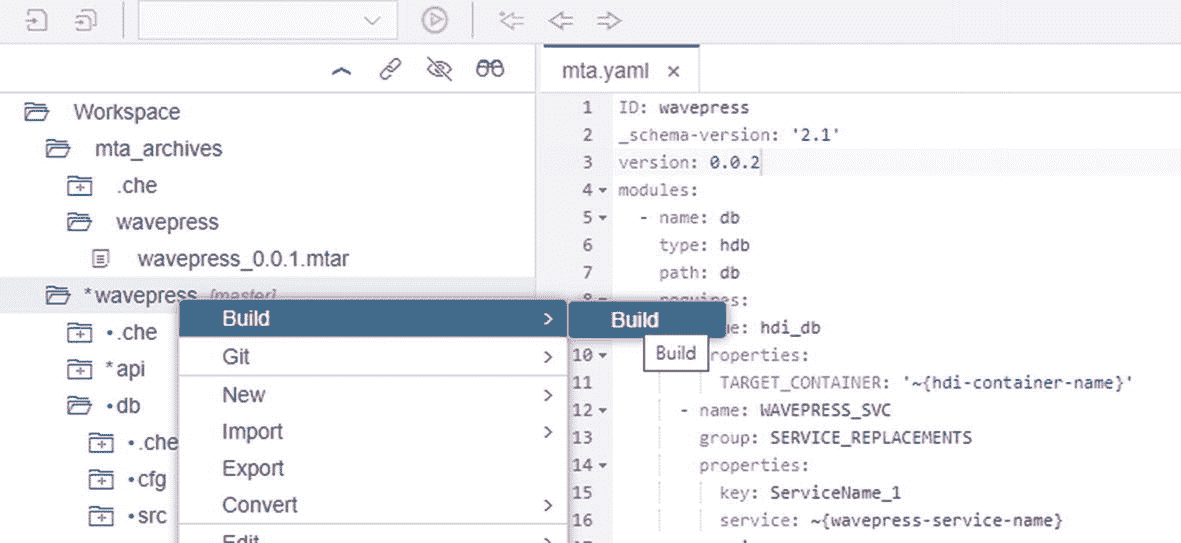 mta.yaml ×
Workspace
mta_archives
.che
wavepress
wavepress_0.0.1.mtar
*wavepress [master]
•.che
*api
•db
•.che
•cfg
•src
Build
Git
New
Import
Export
Convert
Edit
Build
Build
1 ID: wavepress
2 _schema-version: '2.1'
3 version: 0.0.2
4 modules:
5 - name: db
6 type: hdb
7 path: db
8 requires:
hdi_db
10 roperties:
11 TARGET_CONTAINER: '~{hdi-container-name}'
12 - name: WAVEPRESS_SVC
13 group: SERVICE_REPLACEMENTS
14 properties:
15 key: ServiceName_1
16 service: ~{wavepress-service-name}